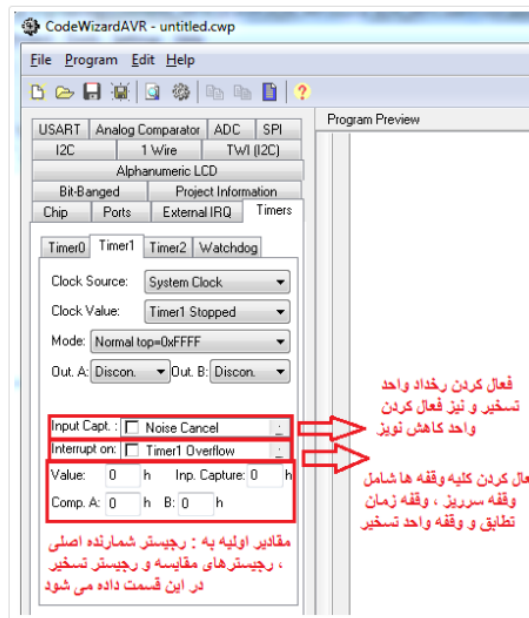 CodeWizardAVR - untitled.cwp
File Program Edit Help
Program Preview
USART Analog Comparator ADC SPI
I2C 1 Wire TWI (I2C)
Alphanumeric LCD
Bit-Banged Project Information
Chip Ports External IRQ Timers
Timer0 Timer1 Timer2 Watchdog
Clock Source: System Clock
Clock Value: Timer1 Stopped
Mode: Normal top=0xFFFF
Out. A: Discon. Out. B: Discon.
Input Capt. : Noise Cancel
Interrupt on: Timer1 Overflow
Value: 0 h Inp. Capture: 0 h
Comp. A: 0 h B: 0 h
فعال کردن رخداد واحد
تسخیر و نیز فعال کردن
واحد کاهش نویز
عال کردن کلیه وقفه ها شامل
وقفه سرریز ، وقفه زمان
تطابق و وقفه واحد تسخیر
مقادیر اولیه به : رجیستر شمارنده اصلی
، رجیسترهای مقایسه و رجیستر تسخیر
در این قسمت داده می شود